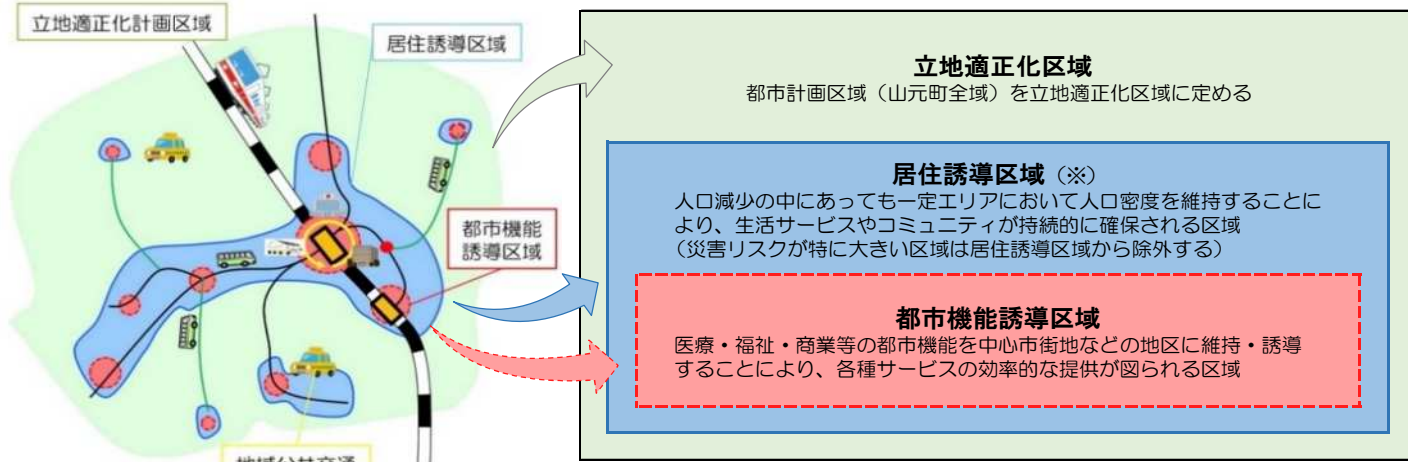 立地適正化計画区域
居住誘導区域
都市機能
誘導区域
地域公共交通
立地適正化区域
都市計画区域（山元町全域）を立地適正化区域に定める
居住誘導区域（※）
人口減少の中にあっても一定エリアにおいて人口密度を維持することに
より、生活サービスやコミュニティが持続的に確保される区域
（災害リスクが特に大きい区域は居住誘導区域から除外する）
都市機能誘導区域
医療・福祉・商業等の都市機能を中心市街地などの地区に維持・誘導
することにより、各種サービスの効率的な提供が図られる区域